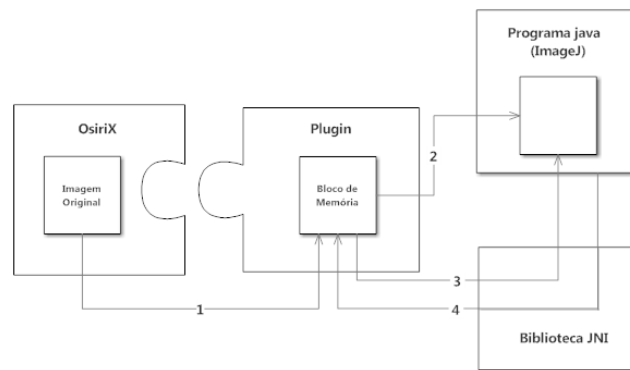 Programa java
(ImageJ)
OsiriX
Plugin
2
Imagem
Original
Bloco de
Memória
3
1
4
Biblioteca JNI